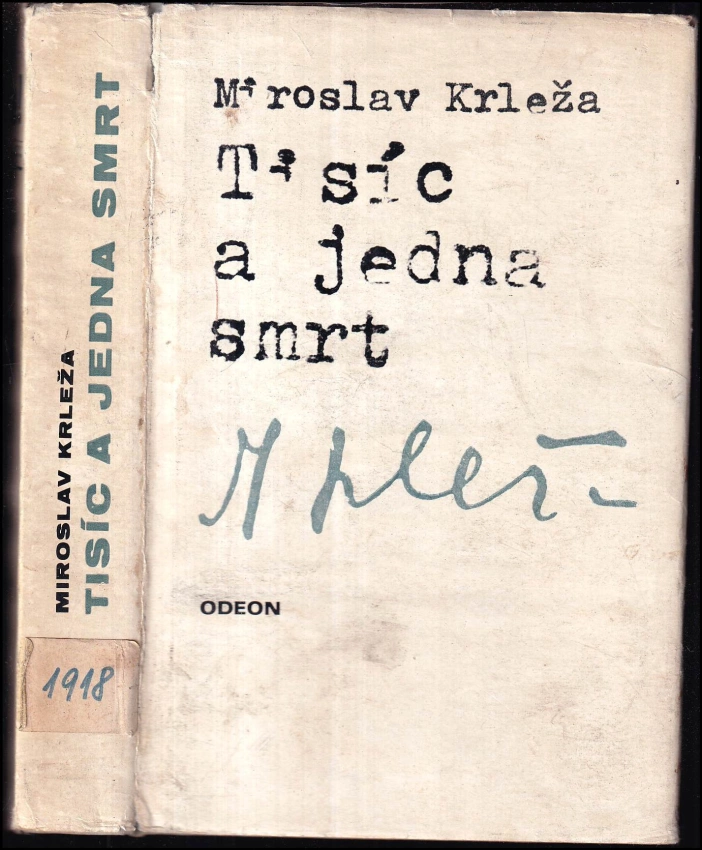 Miroslav Krleža
Tisíc
a jedna
smrt
ODEON
MIROSLAV KRLEŽA
TISÍC A JEDNA SMRT
1918